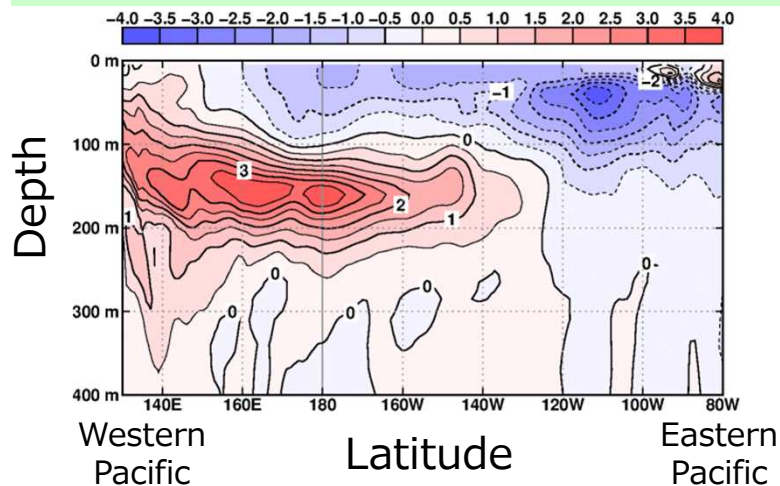 −4.0 −3.5 −3.0 −2.5 −2.0 −1.5 −1.0 −0.5 0.0 0.5 1.0 1.5 2.0 2.5 3.0 3.5 4.0
0 m
−2
−1
100 m
0
3
2
200 m
1
1
0
0
0
0
0
300 m
400 m
140E 160E 180 160W 140W 120W 100W 80W
Depth
Western
Pacific
Latitude
Eastern
Pacific